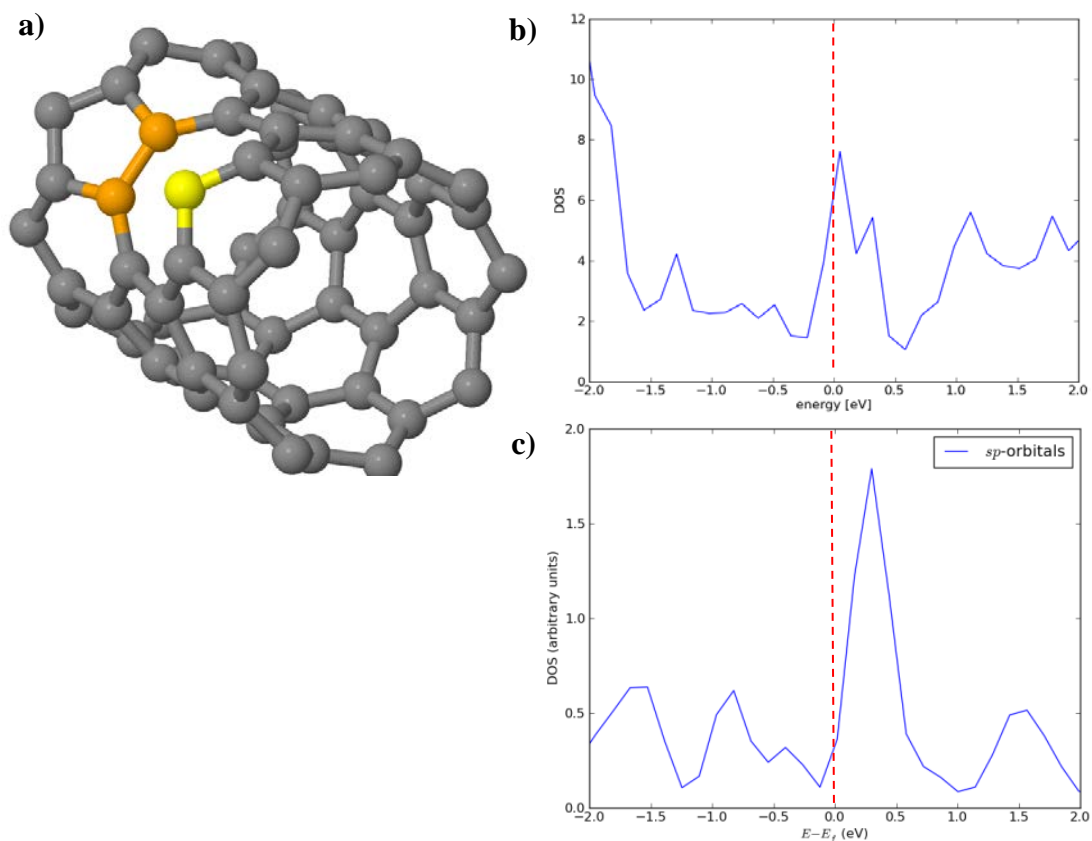 a)
b)
12
10
8
6
4
2
0
DOS
−2.0 −1.5 −1.0 −0.5 0.0 0.5 1.0 1.5 2.0
energy [eV]
c)
2.0
1.5
1.0
0.5
0.0
DOS (arbitrary units)
sp-orbitals
−2.0 −1.5 −1.0 −0.5 0.0 0.5 1.0 1.5 2.0
E−E_f (eV)